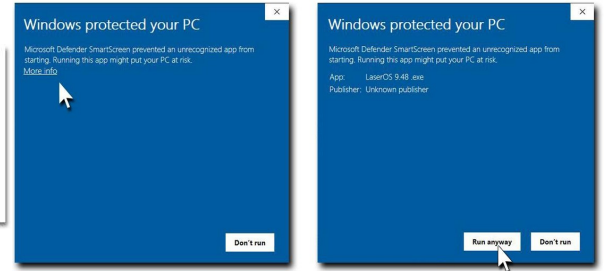 Windows protected your PC
Microsoft Defender SmartScreen prevented an unrecognized app from
starting. Running this app might put your PC at risk.
More info
Don't run
Windows protected your PC
Microsoft Defender SmartScreen prevented an unrecognized app from
starting. Running this app might put your PC at risk.
App: LaserOS 9.48 .exe
Publisher: Unknown publisher
Run anyway Don't run